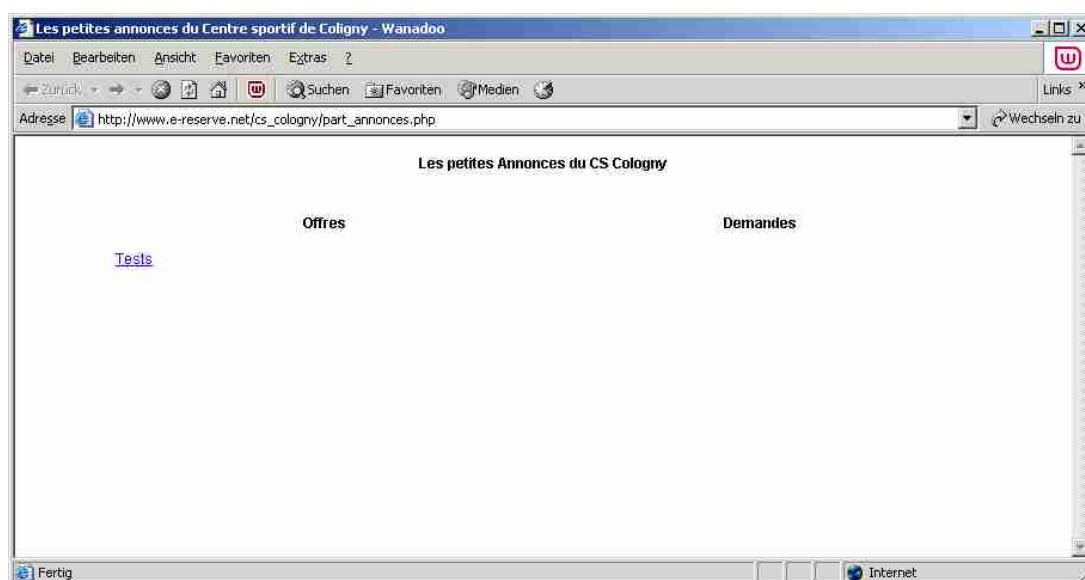 Les petites annonces du Centre sportif de Coligny - Wanadoo
Datei Bearbeiten Ansicht Favoriten Extras ?
Zurück Suchen Favoriten Medien Links »
Adresse http://www.e-reserve.net/cs_cologny/part_annonces.php Wechseln zu
Les petites Annonces du CS Cologny
Offres Demandes
Tests
Fertig Internet